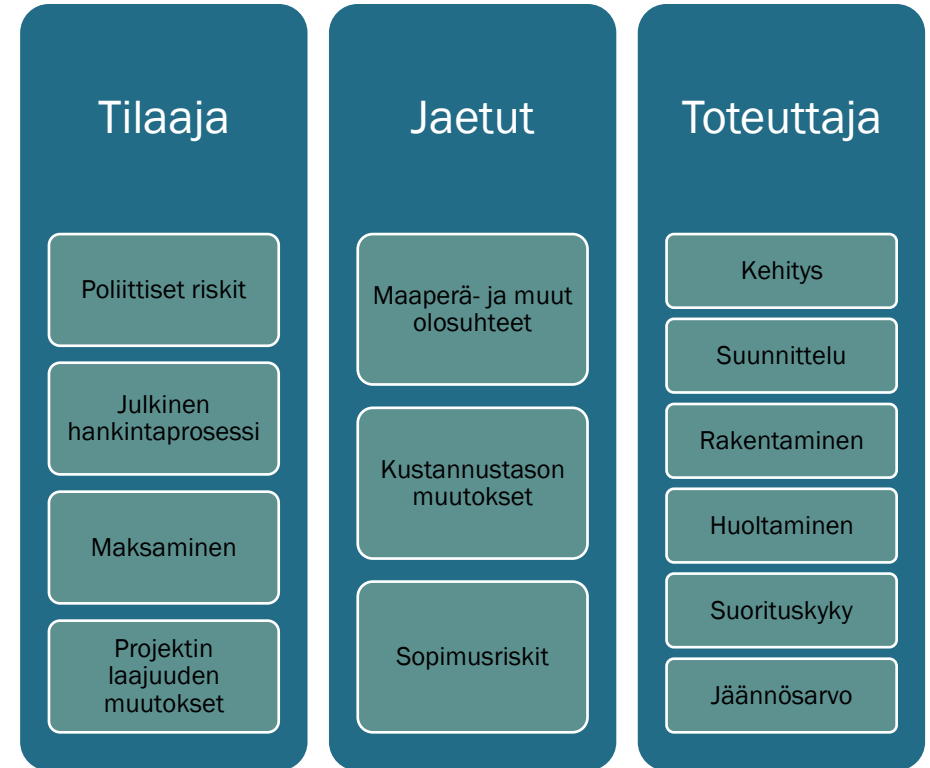 Tilaaja
Poliittiset riskit
Julkinen
hankintaprosessi
Maksaminen
Projektin
laajuuden
muutokset
Jaetut
Maaperä- ja muut
olosuhteet
Kustannustason
muutokset
Sopimusriskit
Toteuttaja
Kehitys
Suunnittelu
Rakentaminen
Huoltaminen
Suorituskyky
Jäännösarvo